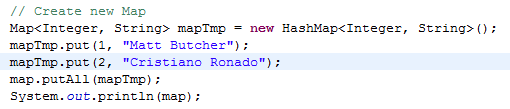 // Create new Map
Map<Integer, String> mapTmp = new HashMap<Integer, String>();
mapTmp.put(1, "Matt Butcher");
mapTmp.put(2, "Cristiano Ronado");
map.putAll(mapTmp);
System.out.println(map);